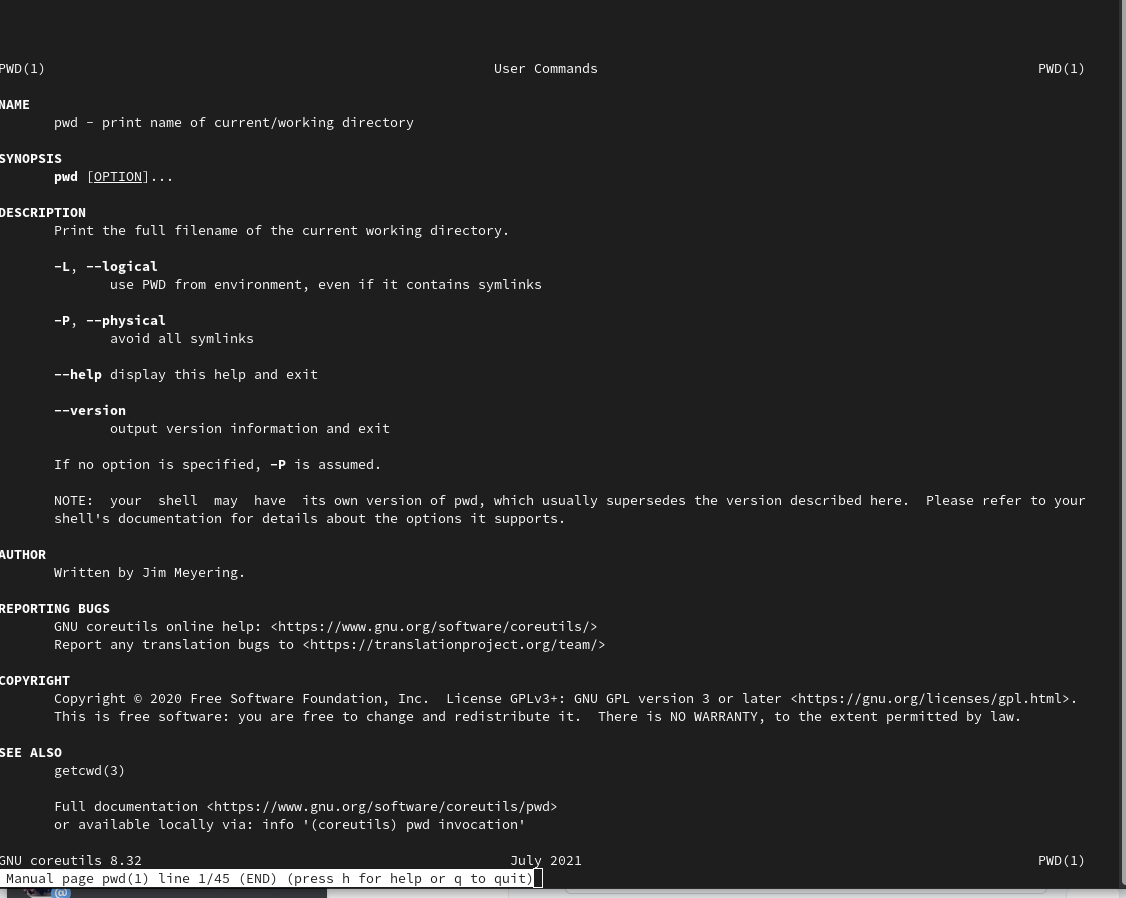 PWD(1) User Commands PWD(1)
NAME
pwd - print name of current/working directory
SYNOPSIS
pwd [OPTION]...
DESCRIPTION
Print the full filename of the current working directory.
-L, --logical
use PWD from environment, even if it contains symlinks
-P, --physical
avoid all symlinks
--help display this help and exit
--version
output version information and exit
If no option is specified, -P is assumed.
NOTE: your shell may have its own version of pwd, which usually supersedes the version described here. Please refer to your
shell's documentation for details about the options it supports.
AUTHOR
Written by Jim Meyering.
REPORTING BUGS
GNU coreutils online help: <https://www.gnu.org/software/coreutils/>
Report any translation bugs to <https://translationproject.org/team/>
COPYRIGHT
Copyright © 2020 Free Software Foundation, Inc. License GPLv3+: GNU GPL version 3 or later <https://gnu.org/licenses/gpl.html>.
This is free software: you are free to change and redistribute it. There is NO WARRANTY, to the extent permitted by law.
SEE ALSO
getcwd(3)
Full documentation <https://www.gnu.org/software/coreutils/pwd>
or available locally via: info '(coreutils) pwd invocation'
GNU coreutils 8.32 July 2021 PWD(1)
Manual page pwd(1) line 1/45 (END) (press h for help or q to quit)